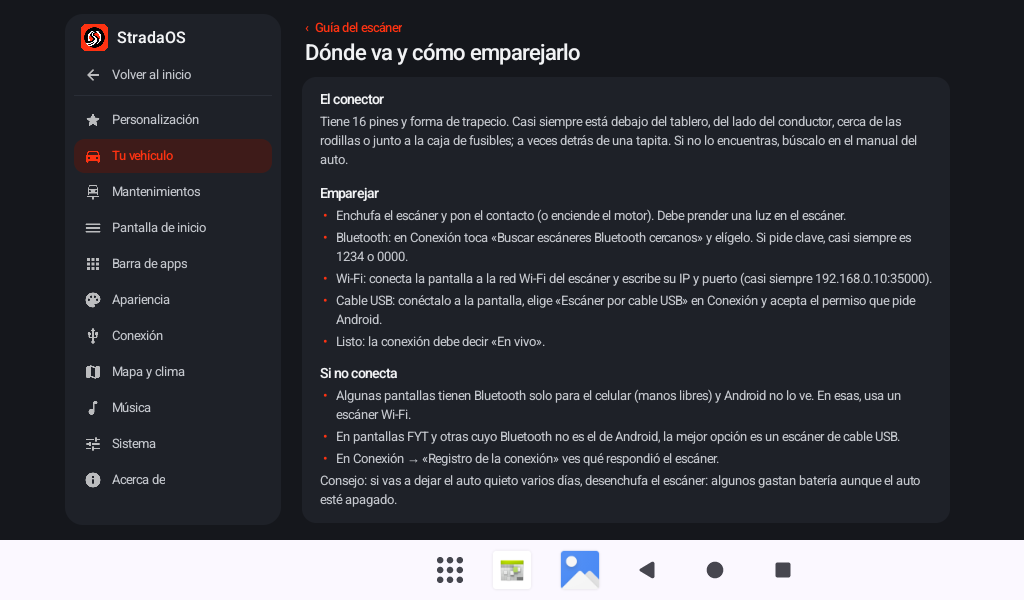 StradaOS
Volver al inicio
Personalización
Tu vehículo
Mantenimientos
Pantalla de inicio
Barra de apps
Apariencia
Conexión
Mapa y clima
Música
Sistema
Acerca de
‹ Guía del escáner
Dónde va y cómo emparejarlo
El conector
Tiene 16 pines y forma de trapecio. Casi siempre está debajo del tablero, del lado del conductor, cerca de las
rodillas o junto a la caja de fusibles; a veces detrás de una tapita. Si no lo encuentras, búscalo en el manual del
auto.
Emparejar
• Enchufa el escáner y pon el contacto (o enciende el motor). Debe prender una luz en el escáner.
• Bluetooth: en Conexión toca «Buscar escáneres Bluetooth cercanos» y elígelo. Si pide clave, casi siempre es
1234 o 0000.
• Wi-Fi: conecta la pantalla a la red Wi-Fi del escáner y escribe su IP y puerto (casi siempre 192.168.0.10:35000).
• Cable USB: conéctalo a la pantalla, elige «Escáner por cable USB» en Conexión y acepta el permiso que pide
Android.
• Listo: la conexión debe decir «En vivo».
Si no conecta
• Algunas pantallas tienen Bluetooth solo para el celular (manos libres) y Android no lo ve. En esas, usa un
escáner Wi-Fi.
• En pantallas FYT y otras cuyo Bluetooth no es el de Android, la mejor opción es un escáner de cable USB.
• En Conexión → «Registro de la conexión» ves qué respondió el escáner.
Consejo: si vas a dejar el auto quieto varios días, desenchufa el escáner: algunos gastan batería aunque el auto
esté apagado.